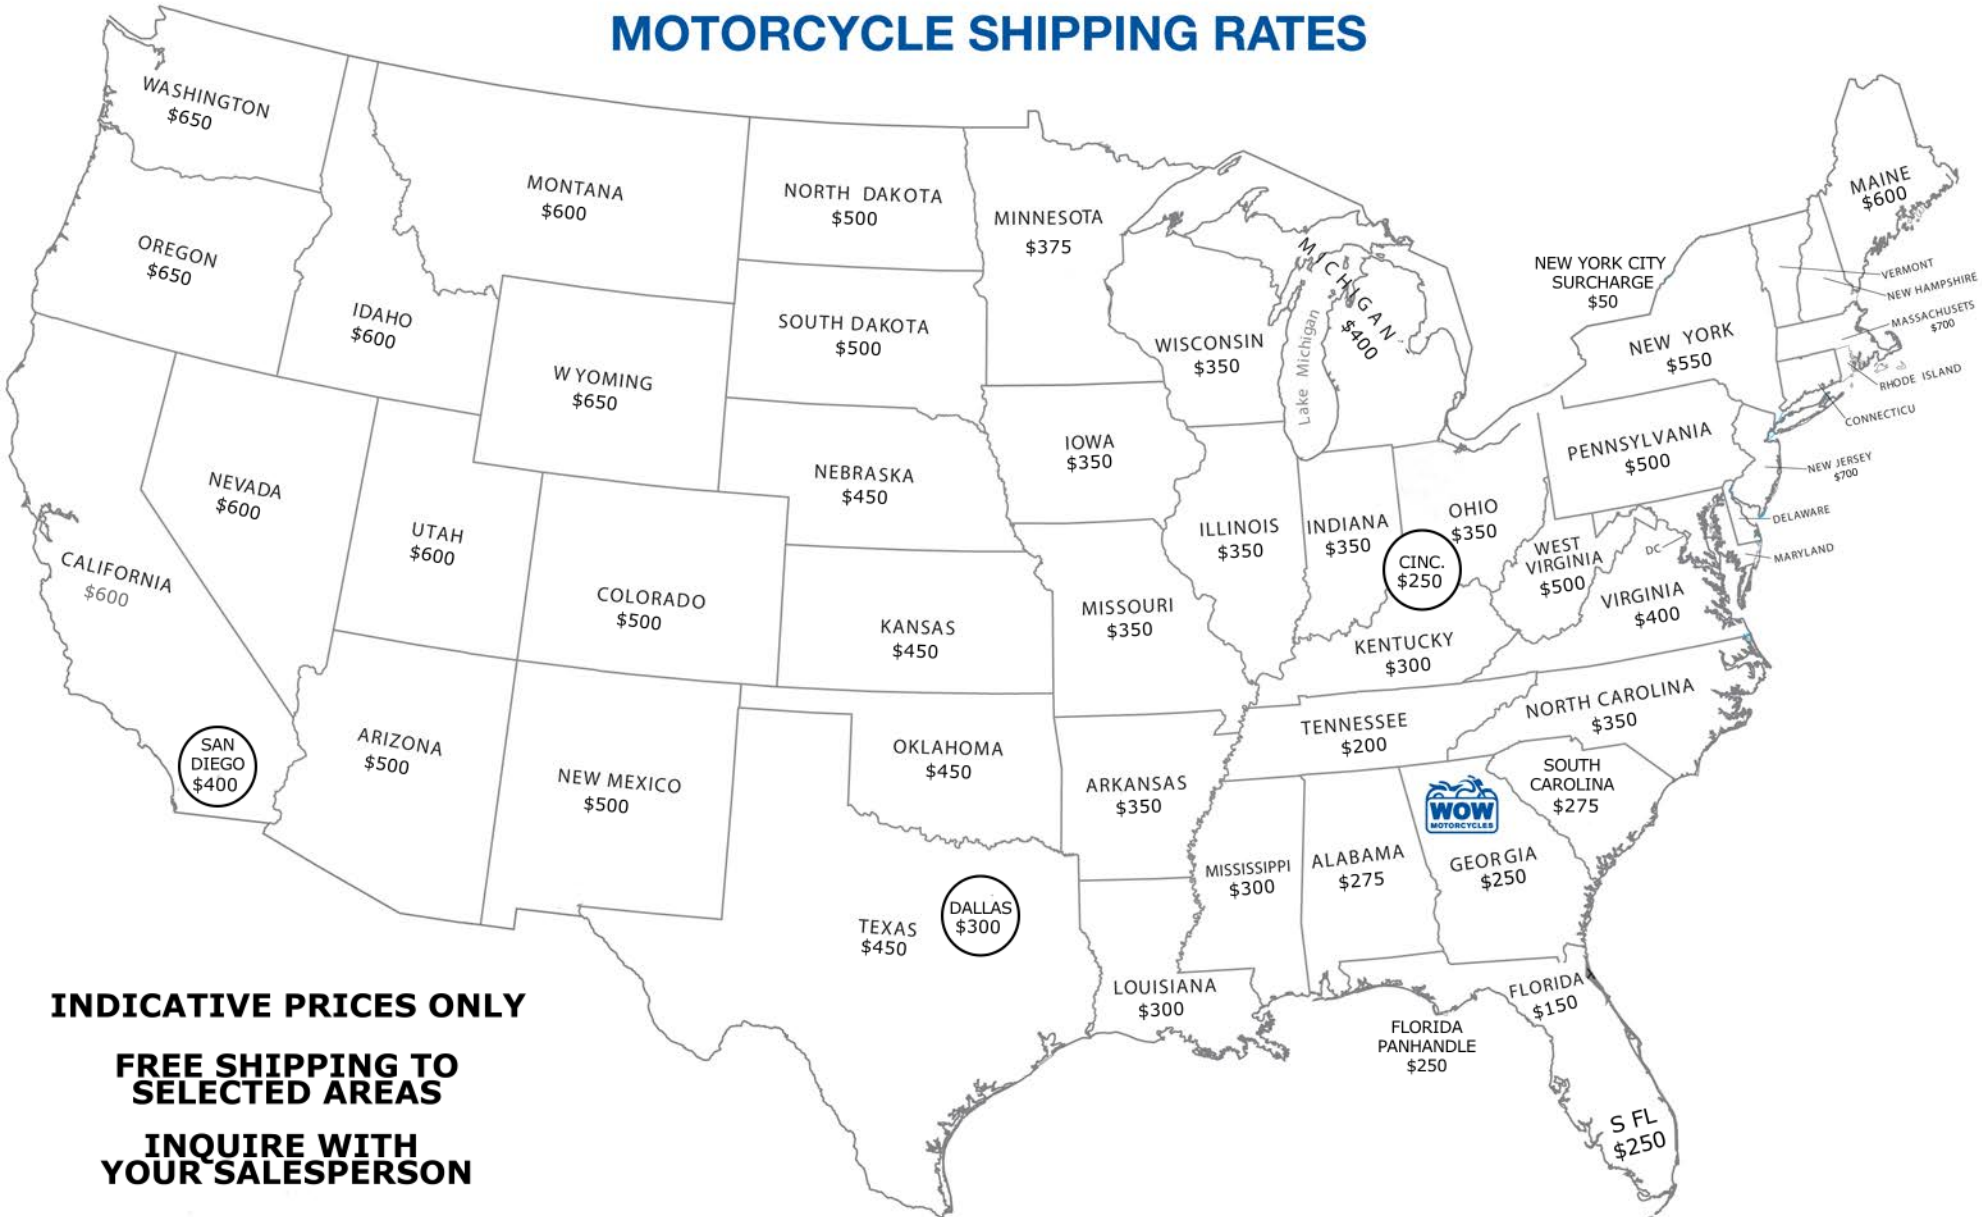 MOTORCYCLE SHIPPING RATES
WASHINGTON
$650
OREGON
$650
IDAHO
$600
MONTANA
$600
WYOMING
$650
NORTH DAKOTA
$500
SOUTH DAKOTA
$500
MINNESOTA
$375
WISCONSIN
$350
Lake Michigan
MICHIGAN
$400
NEW YORK CITY
SURCHARGE
$50
NEW YORK
$550
MAINE
$600
VERMONT
NEW HAMPSHIRE
MASSACHUSETS
$700
RHODE ISLAND
CONNECTICU
PENNSYLVANIA
$500
NEW JERSEY
$700
DELAWARE
MARYLAND
DC
CALIFORNIA
$600
SAN
DIEGO
$400
NEVADA
$600
UTAH
$600
COLORADO
$500
NEBRASKA
$450
KANSAS
$450
IOWA
$350
MISSOURI
$350
ILLINOIS
$350
INDIANA
$350
OHIO
$350
CINC.
$250
WEST
VIRGINIA
$500
VIRGINIA
$400
KENTUCKY
$300
TENNESSEE
$200
NORTH CAROLINA
$350
SOUTH
CAROLINA
$275
ARIZONA
$500
NEW MEXICO
$500
OKLAHOMA
$450
TEXAS
$450
DALLAS
$300
ARKANSAS
$350
LOUISIANA
$300
MISSISSIPPI
$300
ALABAMA
$275
WOW
MOTORCYCLES
GEORGIA
$250
FLORIDA
$150
FLORIDA
PANHANDLE
$250
S FL
$250
INDICATIVE PRICES ONLY
FREE SHIPPING TO
SELECTED AREAS
INQUIRE WITH
YOUR SALESPERSON